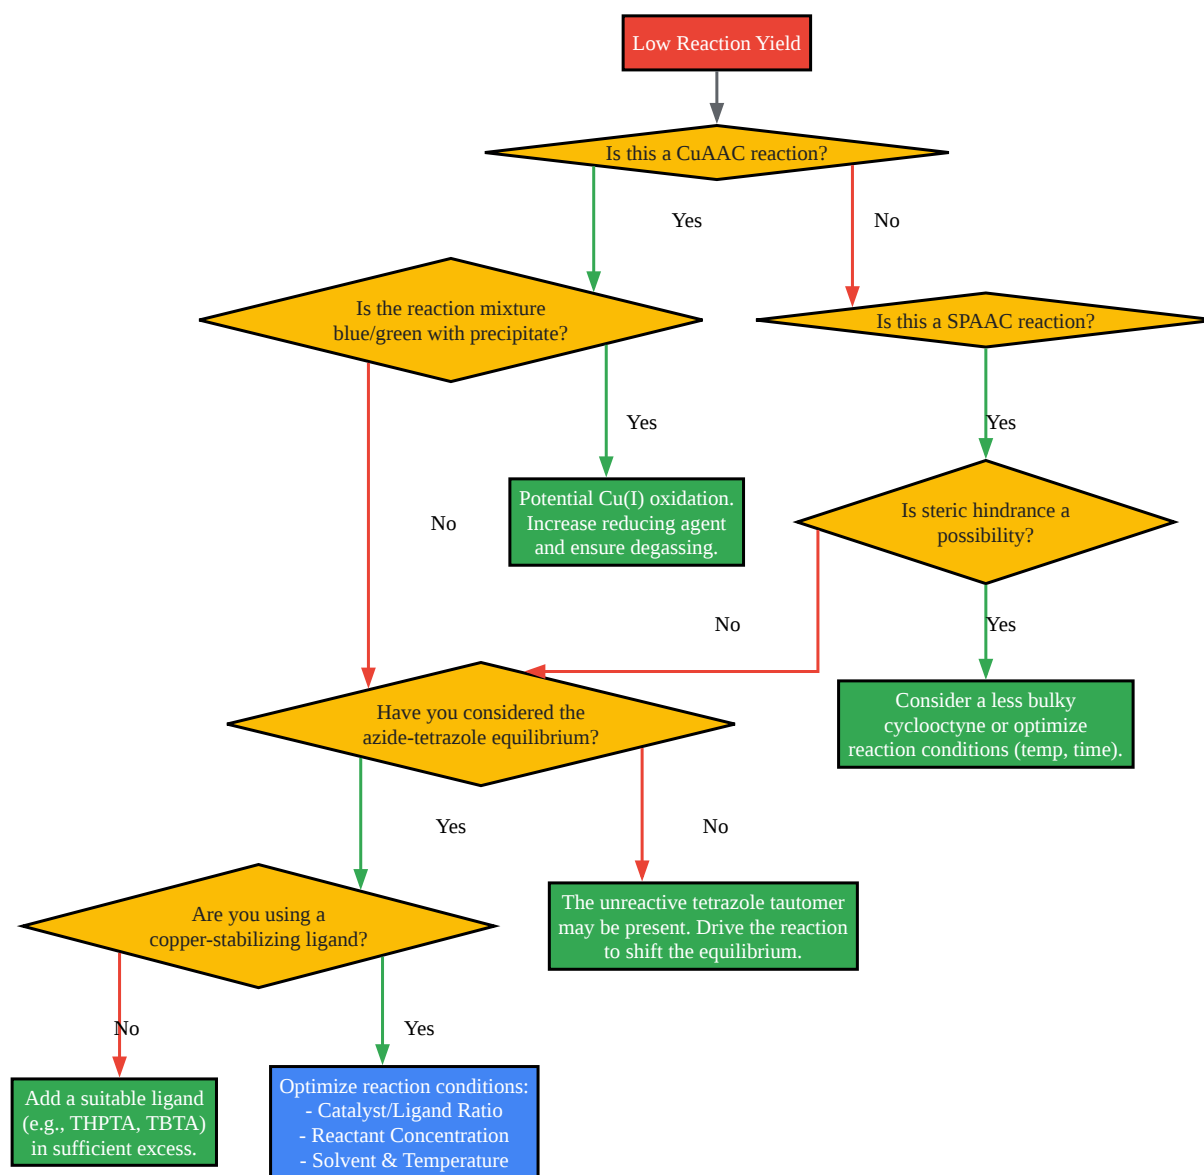 Low Reaction Yield
Is this a CuAAC reaction?
Yes
No
Is the reaction mixture
blue/green with precipitate?
Is this a SPAAC reaction?
Yes
Yes
Potential Cu(I) oxidation.
Increase reducing agent
and ensure degassing.
No
Is steric hindrance a
possibility?
No
Yes
Have you considered the
azide-tetrazole equilibrium?
Consider a less bulky
cyclooctyne or optimize
reaction conditions (temp, time).
Yes
No
Are you using a
copper-stabilizing ligand?
The unreactive tetrazole tautomer
may be present. Drive the reaction
to shift the equilibrium.
No
Yes
Add a suitable ligand
(e.g., THPTA, TBTA)
in sufficient excess.
Optimize reaction conditions:
- Catalyst/Ligand Ratio
- Reactant Concentration
- Solvent & Temperature